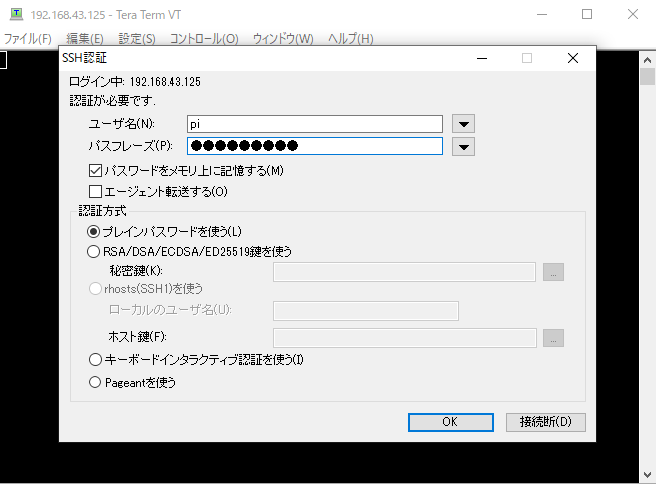 192.168.43.125 - Tera Term VT
ファイル(F) 編集(E) 設定(S) コントロール(O) ウィンドウ(W) ヘルプ(H)
SSH認証
ログイン中: 192.168.43.125
認証が必要です.
ユーザ名(N): pi
パスフレーズ(P): ●●●●●●●●●
パスワードをメモリ上に記憶する(M)
エージェント転送する(O)
認証方式
プレインパスワードを使う(L)
RSA/DSA/ECDSA/ED25519鍵を使う
秘密鍵(K): ...
rhosts(SSH1)を使う
ローカルのユーザ名(U):
ホスト鍵(F): ...
キーボードインタラクティブ認証を使う(I)
Pageantを使う
OK 接続断(D)